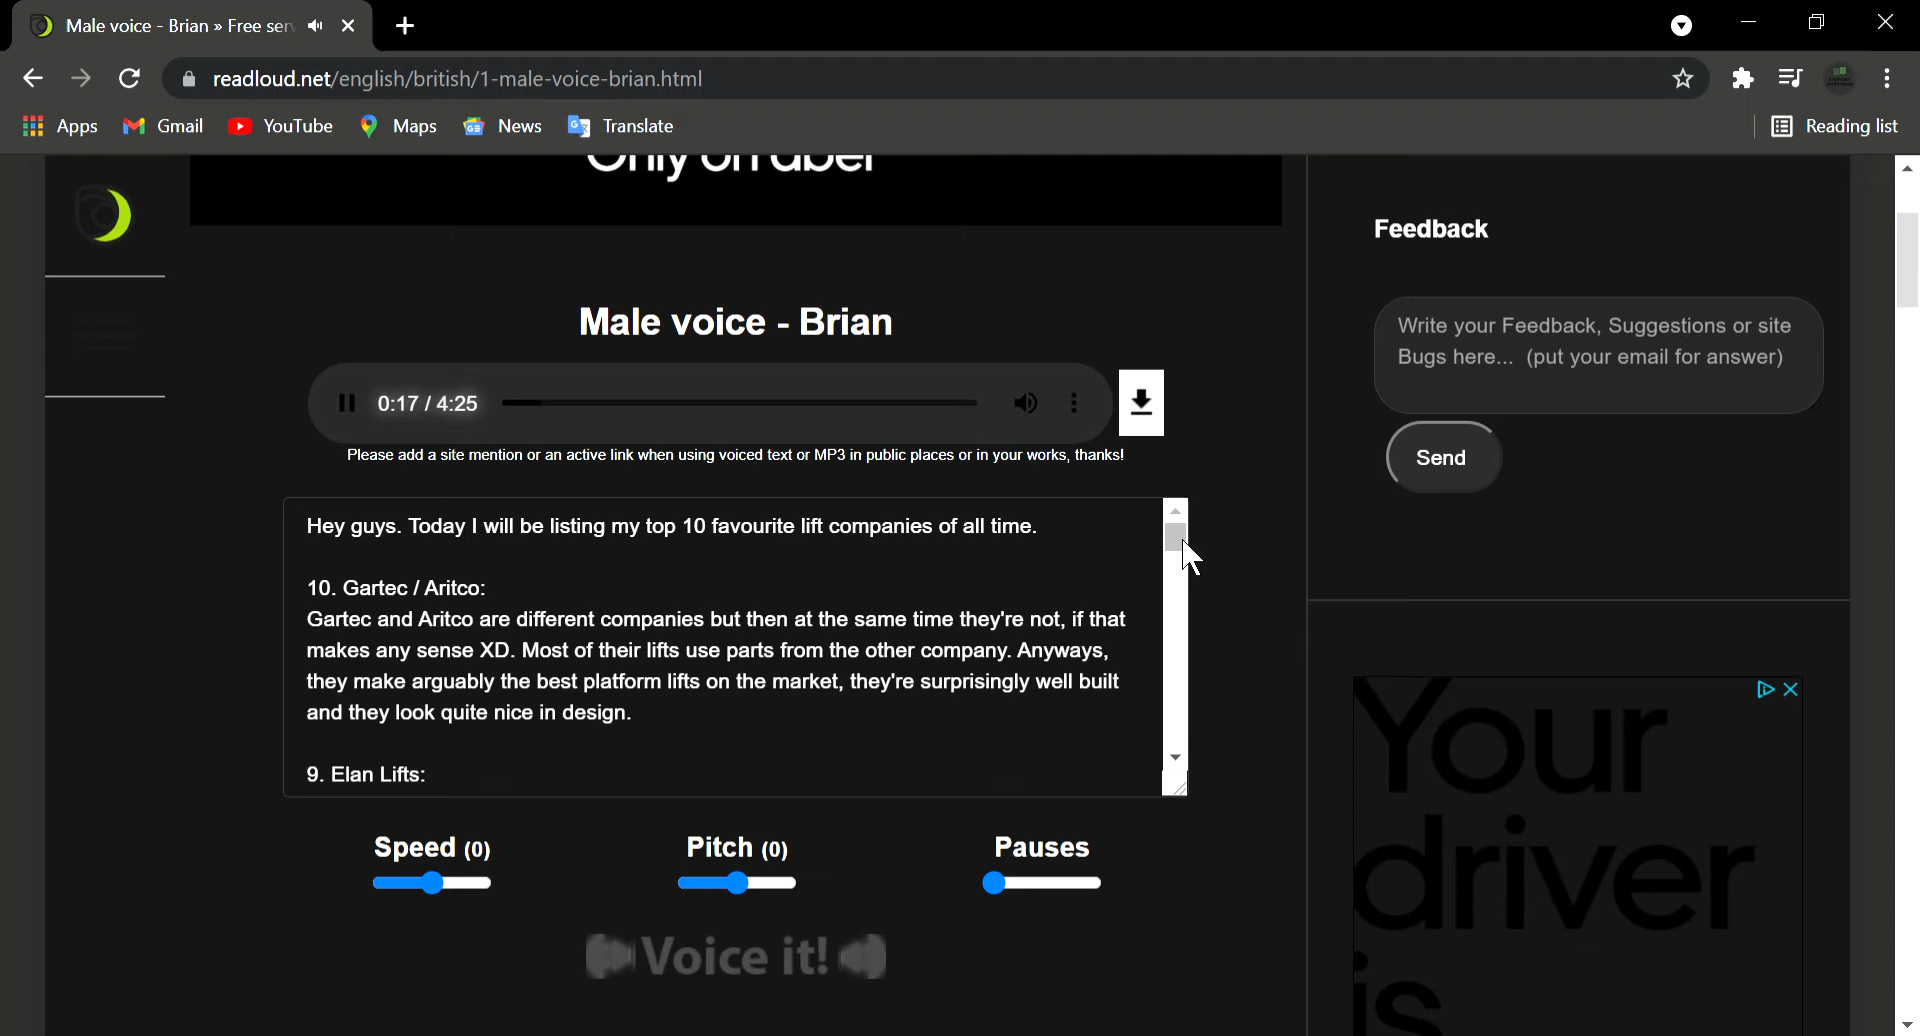 Male voice - Brian » Free ser
readloud.net/english/british/1-male-voice-brian.html
Apps
Gmail
YouTube
Maps
News
Translate
Reading list
Only on uber
Male voice - Brian
0:17 / 4:25
Please add a site mention or an active link when using voiced text or MP3 in public places or in your works, thanks!
Hey guys. Today I will be listing my top 10 favourite lift companies of all time.
10. Gartec / Aritco:
Gartec and Aritco are different companies but then at the same time they're not, if that
makes any sense XD. Most of their lifts use parts from the other company. Anyways,
they make arguably the best platform lifts on the market, they're surprisingly well built
and they look quite nice in design.
9. Elan Lifts:
Speed (0)
Pitch (0)
Pauses
Voice it!
Feedback
Write your Feedback, Suggestions or site
Bugs here... (put your email for answer)
Send
Your
driver
is